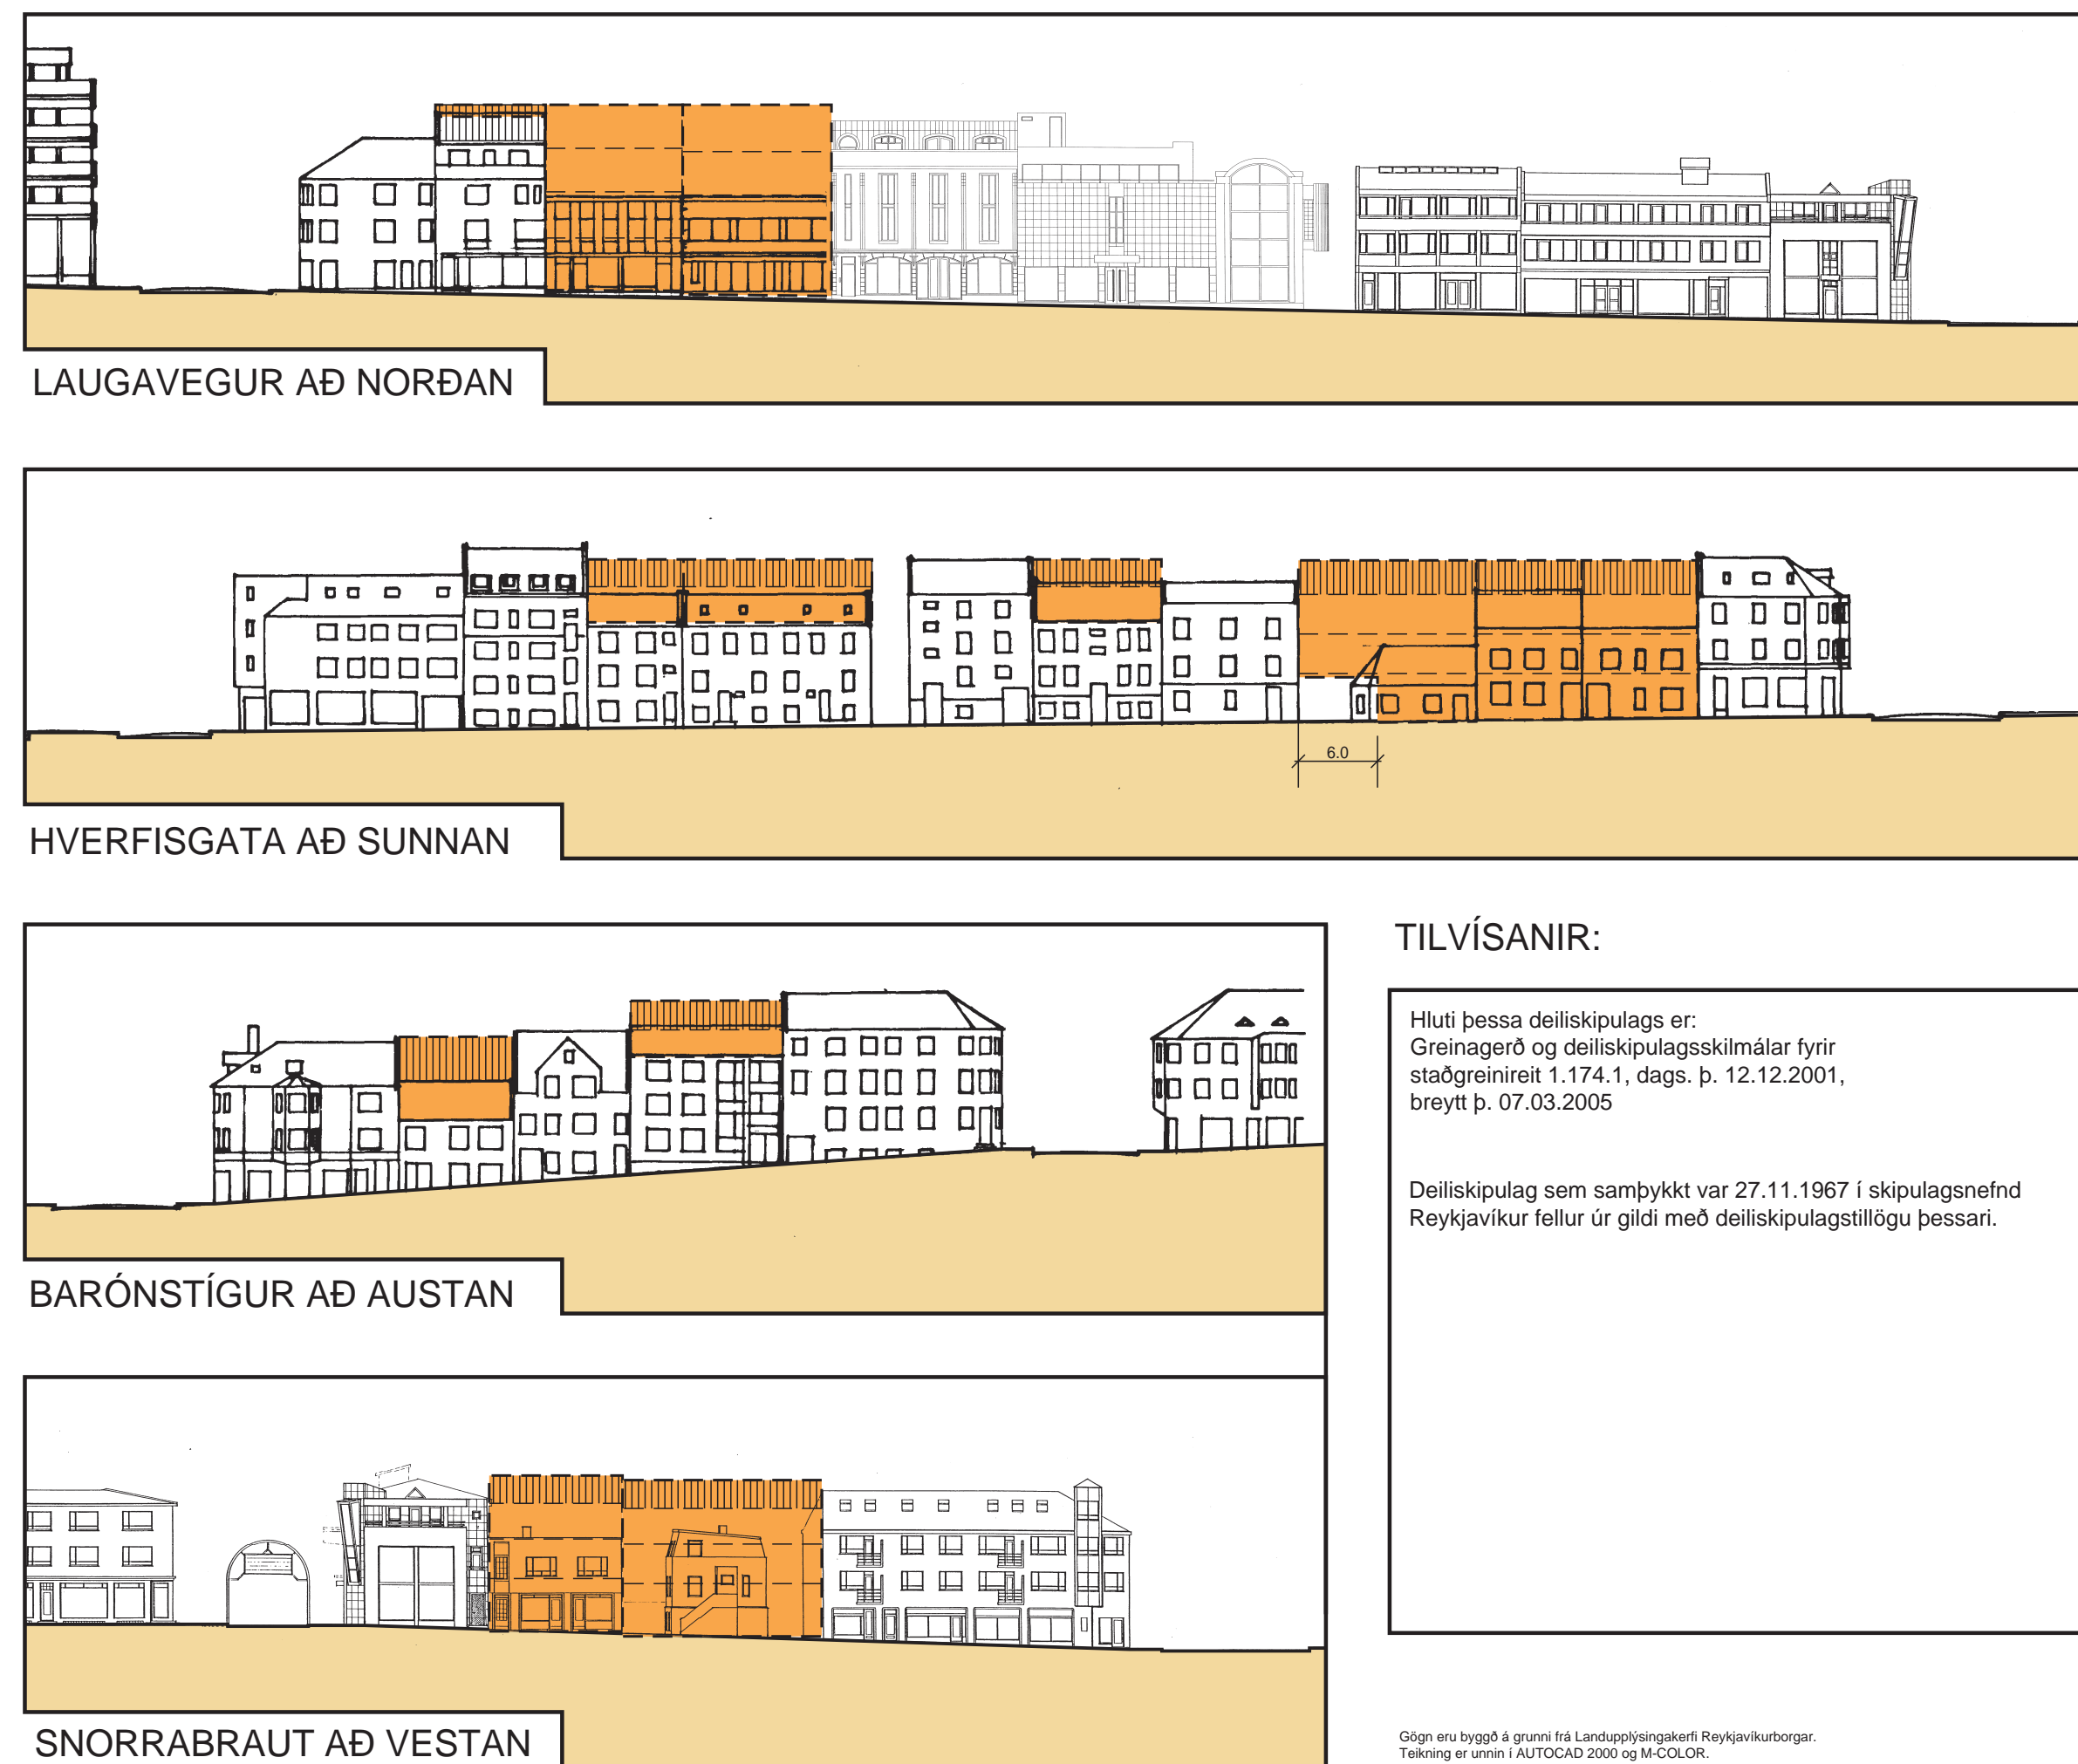 LAUGAVEGUR AÐ NORÐAN
6.0
HVERFISGATA AÐ SUNNAN
BARÓNSTÍGUR AÐ AUSTAN
SNORRABRAUT AÐ VESTAN
TILVÍSANIR:
Hluti þessa deiliskipulags er:
Greinagerð og deiliskipulagsskilmálar fyrir
staðgreinireit 1.174.1, dags. þ. 12.12.2001,
breytt þ. 07.03.2005
Deiliskipulag sem samþykkt var 27.11.1967 í skipulagsnefnd
Reykjavíkur fellur úr gildi með deiliskipulagstillögu þessari.
Gögn eru byggð á grunni frá Landupplýsingakerfi Reykjavíkurborgar.
Teikning er unnin í AUTOCAD 2000 og M-COLOR.